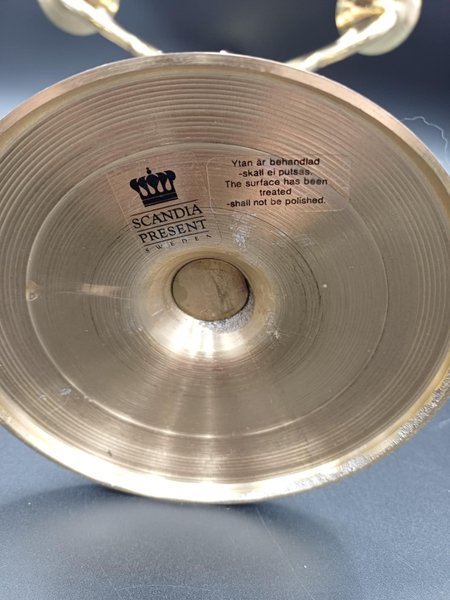 SCANDIA
PRESENT
SWEDEN
Ytan är behandlad
-skall ei putsas.
The surface has been
treated
-shall not be polished.